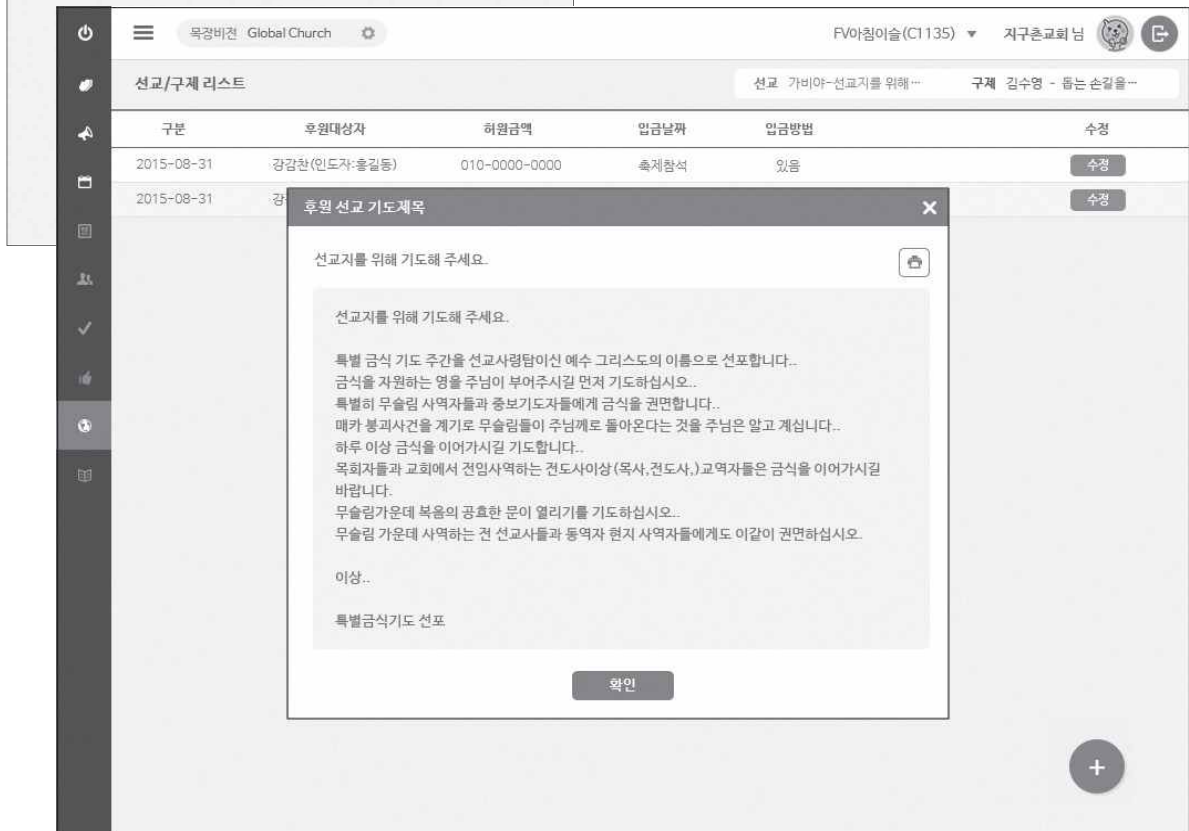 목장비전 Global Church
FV아침이슬(C1135) ▼ 지구촌교회 님
선교/구제 리스트
선교 가비야-선교지를 위해…
구제 김수영 - 돕는 손길을…
구분 후원대상자 허원금액 입금날짜 입금방법 수정
2015-08-31 강감찬(인도자:홍길동) 010-0000-0000 축제참석 있음 수정
2015-08-31 강 수정
후원 선교 기도제목
선교지를 위해 기도해 주세요.
선교지를 위해 기도해 주세요.
특별 금식 기도 주간을 선교사령탑이신 예수 그리스도의 이름으로 선포합니다..
금식을 자원하는 영을 주님이 부어주시길 먼저 기도하십시오..
특별히 무슬림 사역자들과 중보기도자들에게 금식을 권면합니다..
매카 붕괴사건을 계기로 무슬림들이 주님께로 돌아온다는 것을 주님은 알고 계십니다..
하루 이상 금식을 이어가시길 기도합니다..
목회자들과 교회에서 전임사역하는 전도사이상(목사,전도사,)교역자들은 금식을 이어가시길
바랍니다.
무슬림가운데 복음의 공효한 문이 열리기를 기도하십시오..
무슬림 가운데 사역하는 전 선교사들과 동역자 현지 사역자들에게도 이같이 권면하십시오.
이상..
특별금식기도 선포
확인